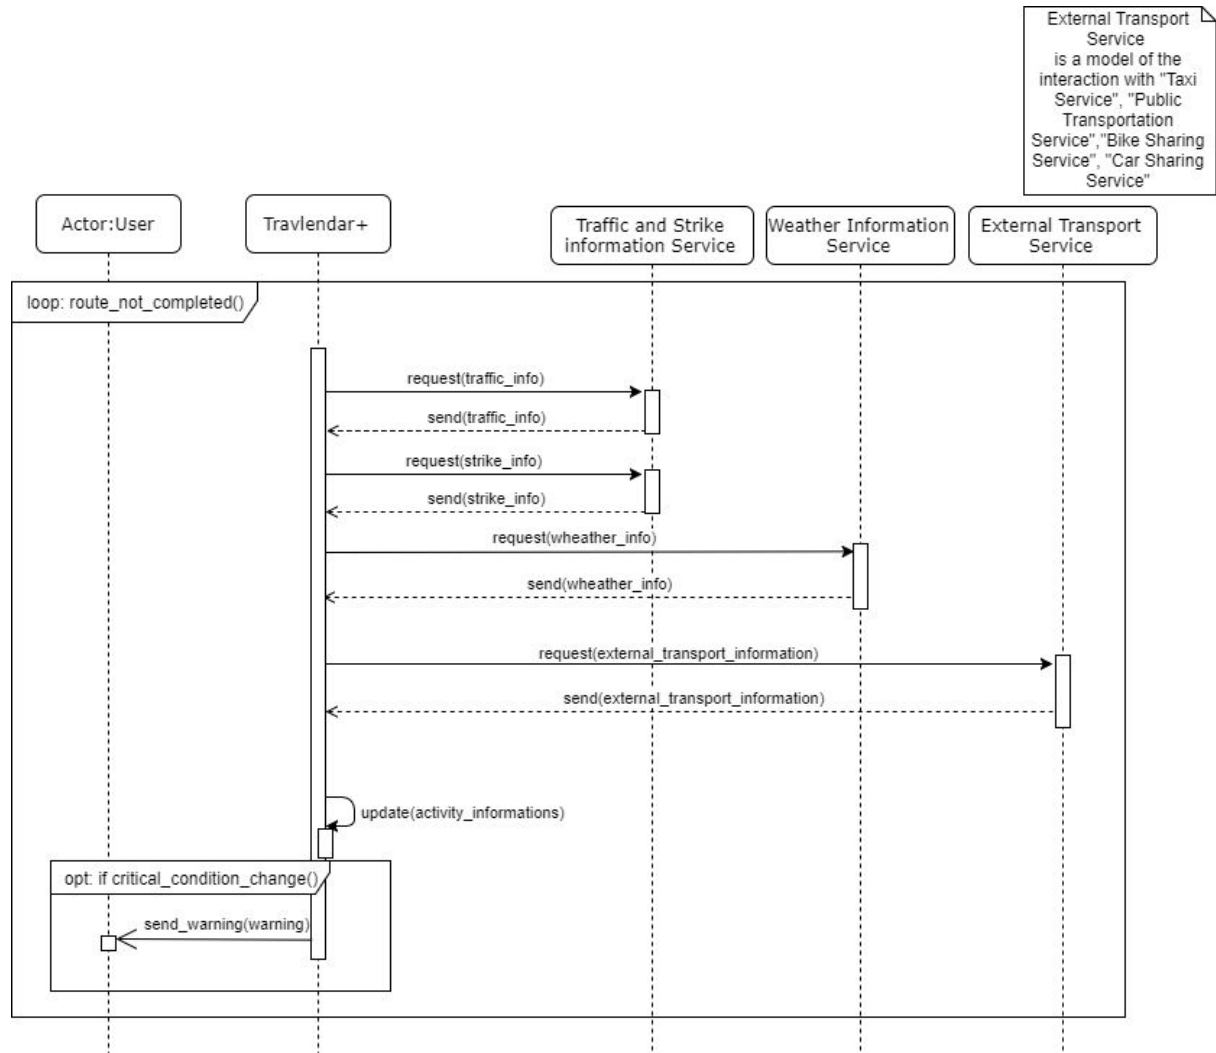 External Transport
Service
is a model of the
interaction with "Taxi
Service", "Public
Transportation
Service","Bike Sharing
Service", "Car Sharing
Service"
Actor:User
Travlendar+
Traffic and Strike
information Service
Weather Information
Service
External Transport
Service
loop: route_not_completed()
request(traffic_info)
send(traffic_info)
request(strike_info)
send(strike_info)
request(wheather_info)
send(wheather_info)
request(external_transport_information)
send(external_transport_information)
update(activity_informations)
opt: if critical_condition_change()
send_warning(warning)